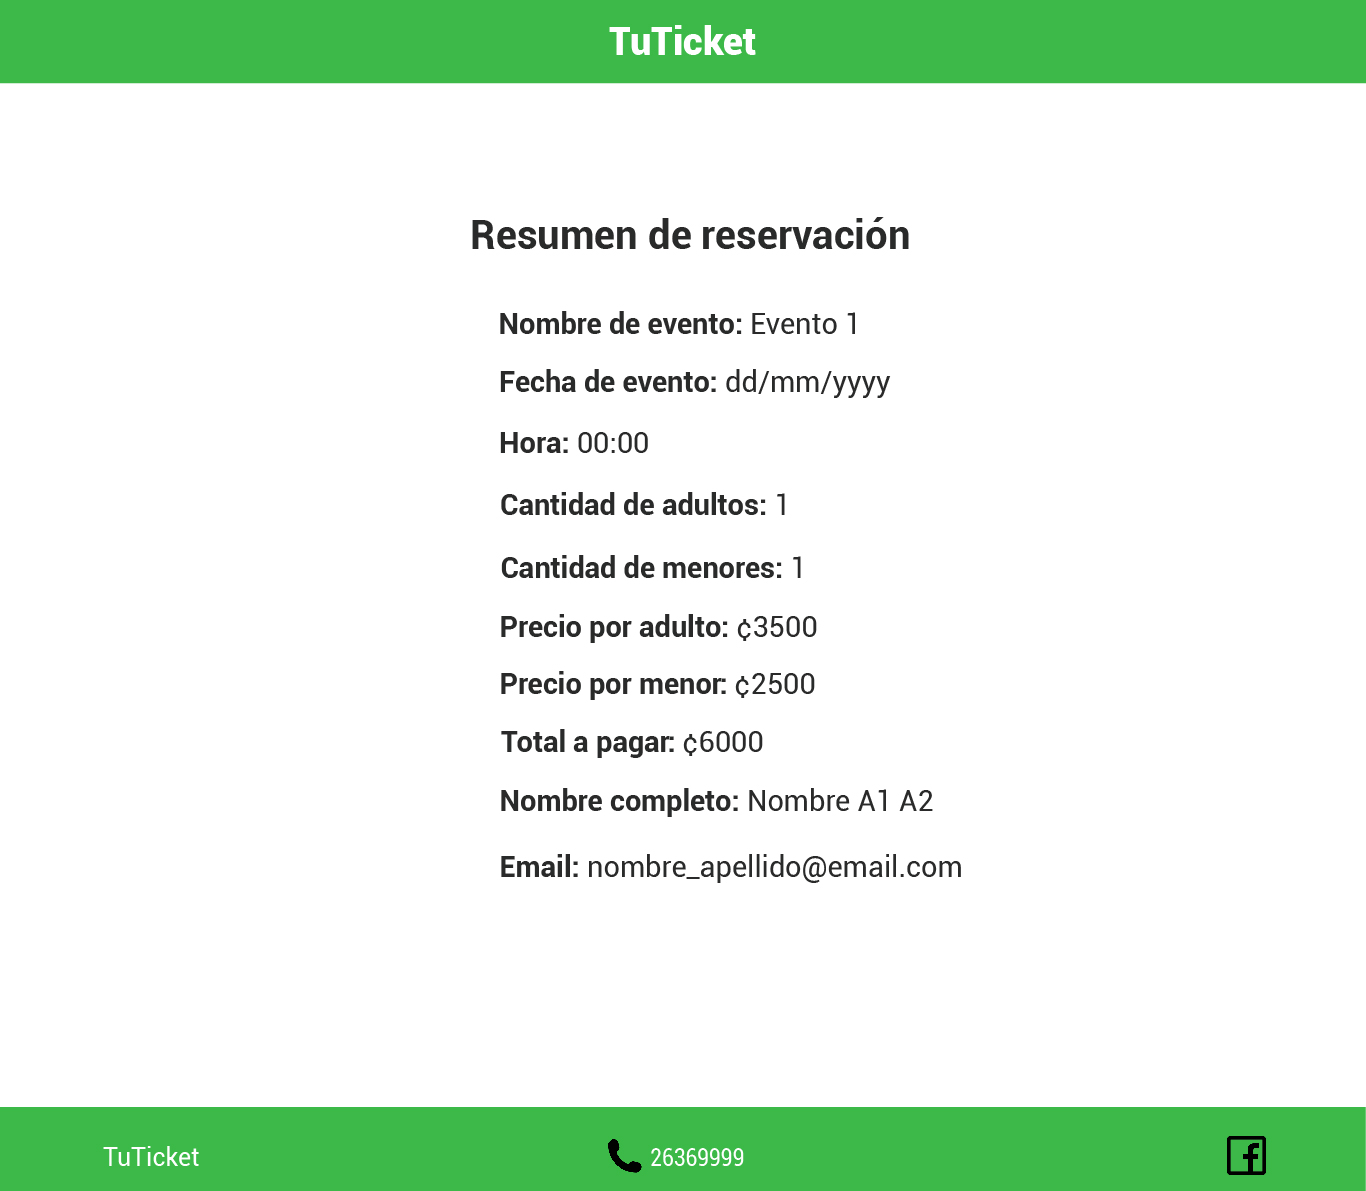 TuTicket
Resumen de reservación
Nombre de evento: Evento 1
Fecha de evento: dd/mm/yyyy
Hora: 00:00
Cantidad de adultos: 1
Cantidad de menores: 1
Precio por adulto: ¢3500
Precio por menor: ¢2500
Total a pagar: ¢6000
Nombre completo: Nombre A1 A2
Email: nombre_apellido@email.com
TuTicket
26369999